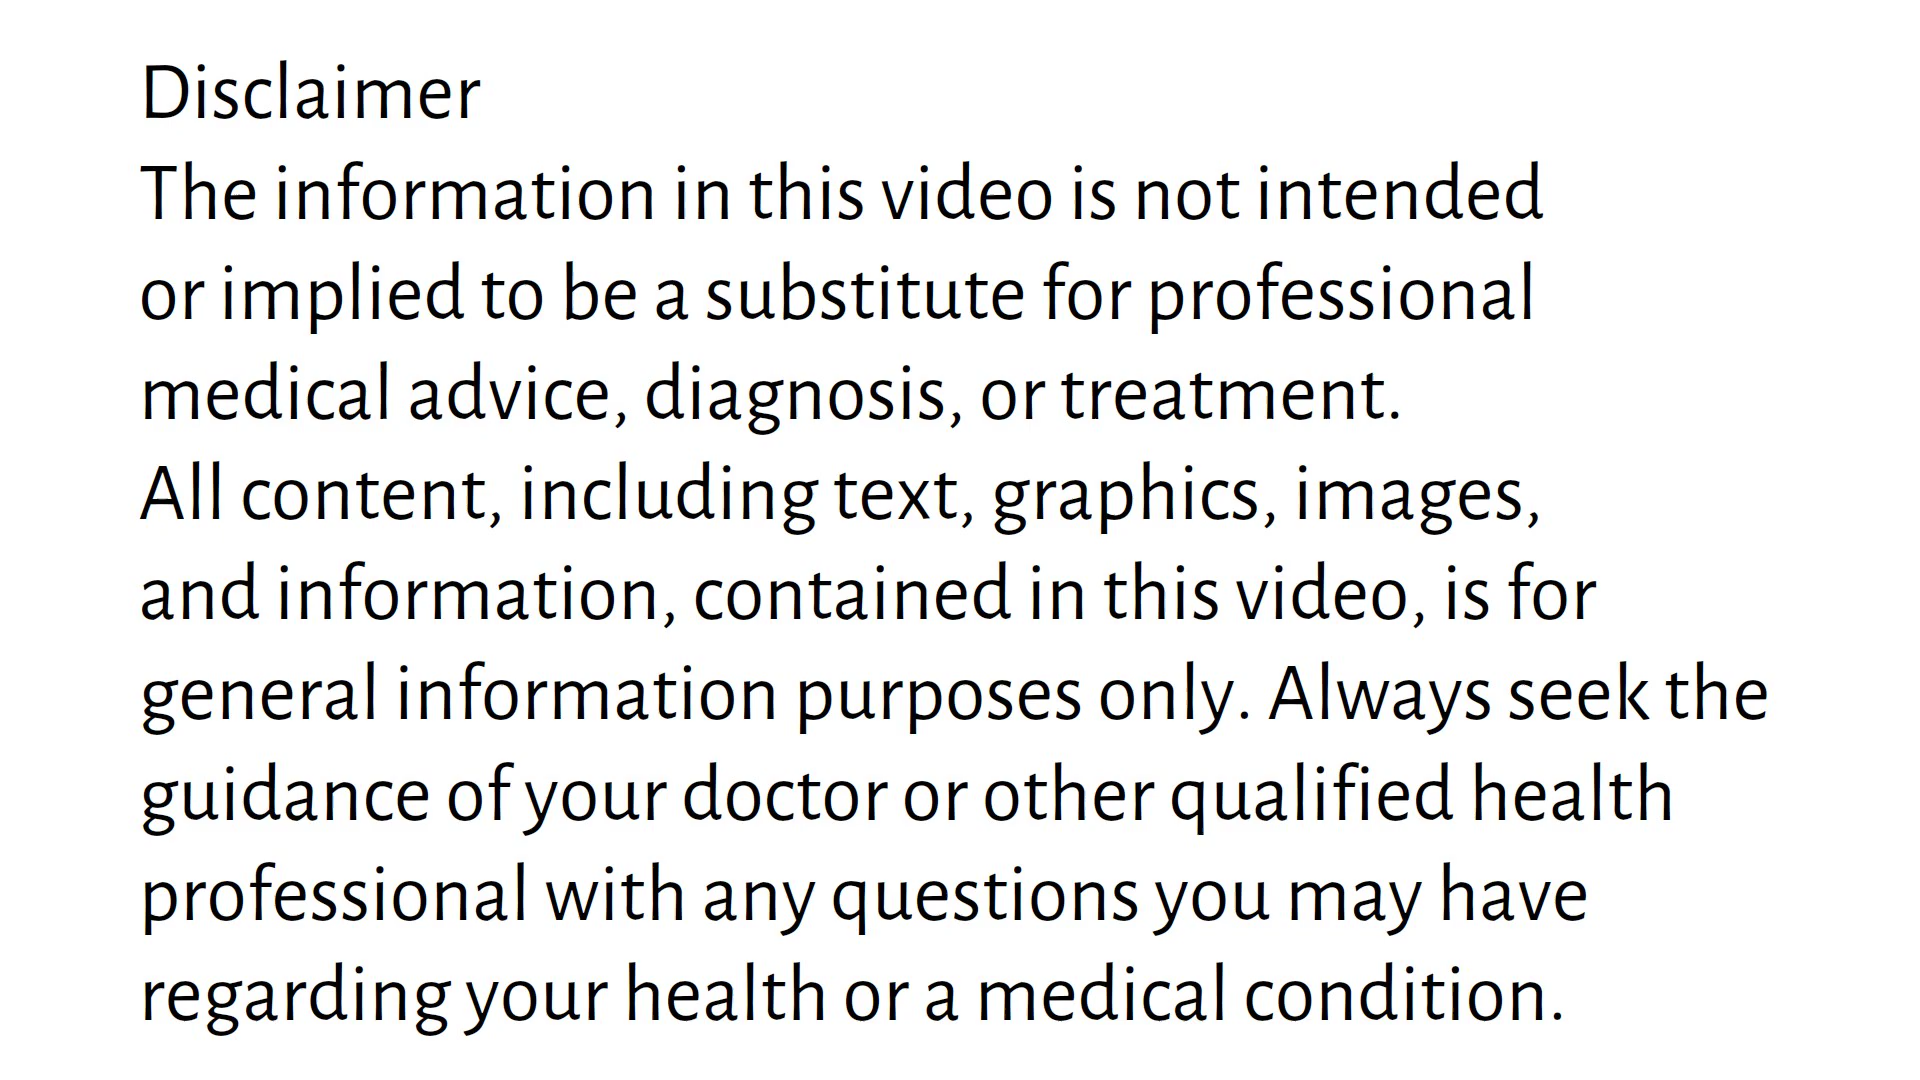 Disclaimer
The information in this video is not intended
or implied to be a substitute for professional
medical advice, diagnosis, or treatment.
All content, including text, graphics, images,
and information, contained in this video, is for
general information purposes only. Always seek the
guidance of your doctor or other qualified health
professional with any questions you may have
regarding your health or a medical condition.